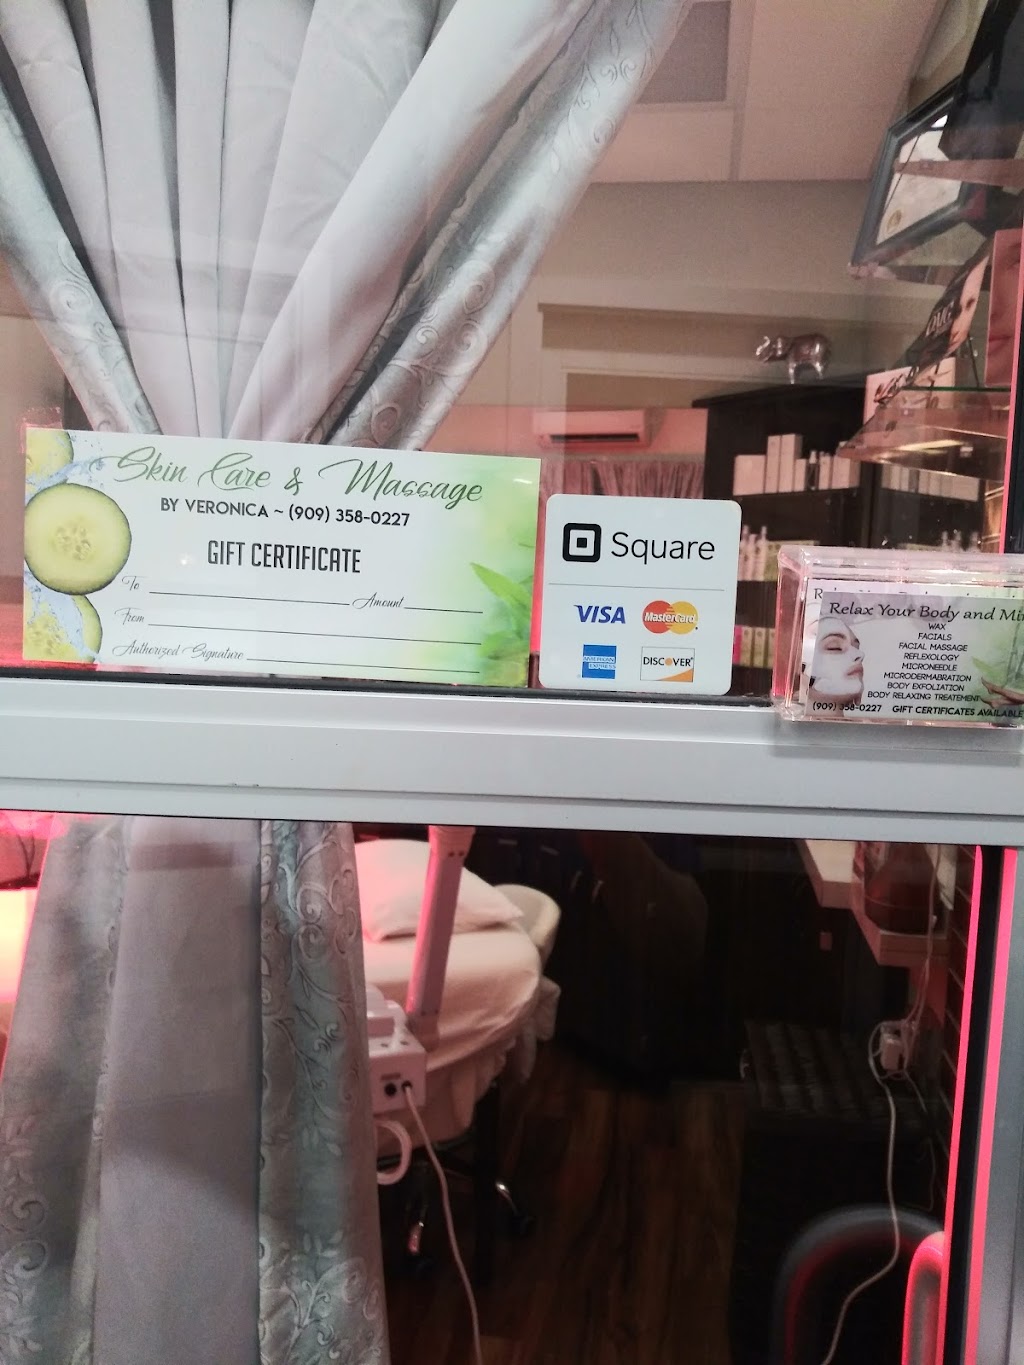 Skin Care & Massage
BY VERONICA ~ (909) 358-0227
GIFT CERTIFICATE
To
Amount
From
Authorized Signature
Square
VISA
MasterCard
AMERICAN EXPRESS
DISCOVER
Relax Your Body and
WAX
FACIALS
FACIAL MASSAGE
REFLEXOLOGY
MICRONEEDLE
MICRODERMABRATION
BODY EXFOLIATION
BODY RELAXING TREATEMENT
(909) 358-0227 GIFT CERTIFICATES AVAILABLE